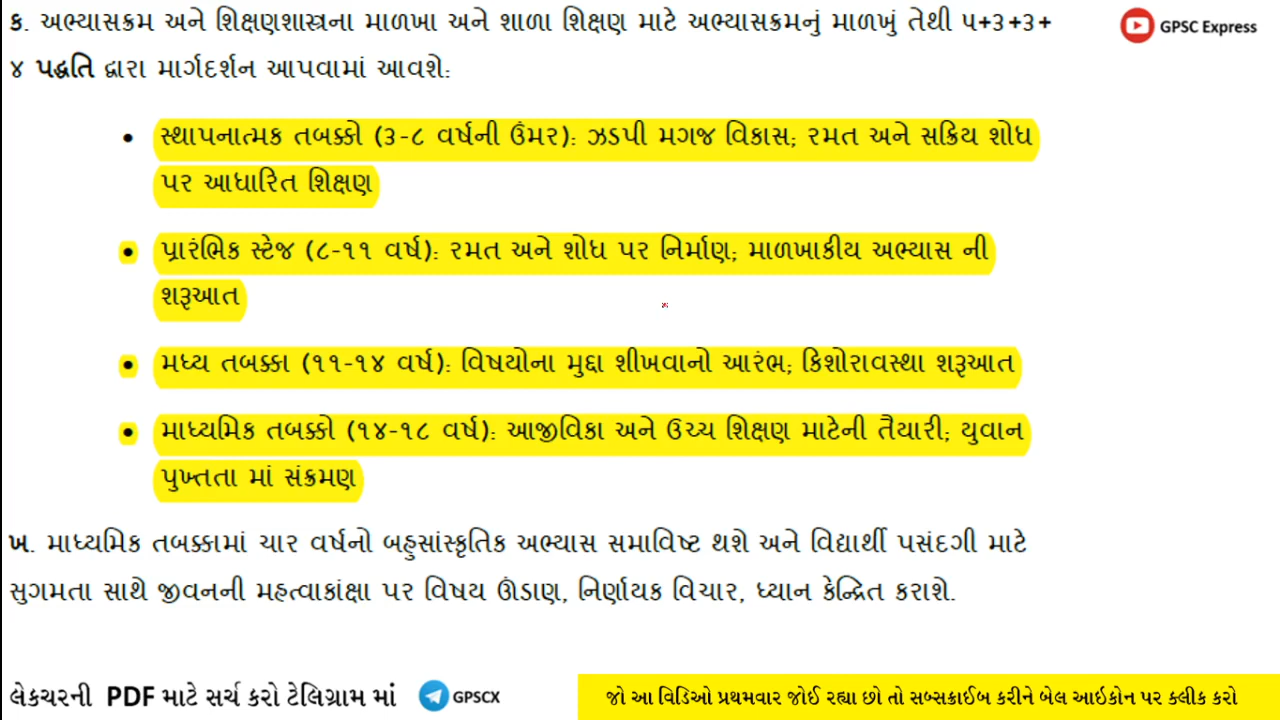 ક. અભ્યાસક્રમ અને શિક્ષણશાસ્ત્રના માળખા અને શાળા શિક્ષણ માટે અભ્યાસક્રમનું માળખું તેથી ૫+૩+૩+
૪ પદ્ધતિ દ્વારા માર્ગદર્શન આપવામાં આવશે:
GPSC Express
• સ્થાપનાત્મક તબક્કો (૩-૮ વર્ષની ઉંમર): ઝડપી મગજ વિકાસ; રમત અને સક્રિય શોધ
પર આધારિત શિક્ષણ
• પ્રારંભિક સ્ટેજ (૮-૧૧ વર્ષ): રમત અને શોધ પર નિર્માણ; માળખાકીય અભ્યાસ ની
શરૂઆત
• મધ્ય તબક્કા (૧૧-૧૪ વર્ષ): વિષયોના મુદ્દા શીખવાનો આરંભ; કિશોરાવસ્થા શરૂઆત
• માધ્યમિક તબક્કો (૧૪-૧૮ વર્ષ): આજીવિકા અને ઉચ્ચ શિક્ષણ માટેની તૈયારી; યુવાન
પુખ્તતા માં સંક્રમણ
ખ. માધ્યમિક તબક્કામાં ચાર વર્ષનો બહુસાંસ્કૃતિક અભ્યાસ સમાવિષ્ટ થશે અને વિદ્યાર્થી પસંદગી માટે
સુગમતા સાથે જીવનની મહત્વાકાંક્ષા પર વિષય ઊંડાણ, નિર્ણાયક વિચાર, ધ્યાન કેન્દ્રિત કરાશે.
લેકચરની PDF માટે સર્ચ કરો ટેલિગ્રામ માં GPSCX
જો આ વિડિઓ પ્રથમવાર જોઈ રહ્યા છો તો સબ્સક્રાઈબ કરીને બેલ આઇકોન પર ક્લીક કરો